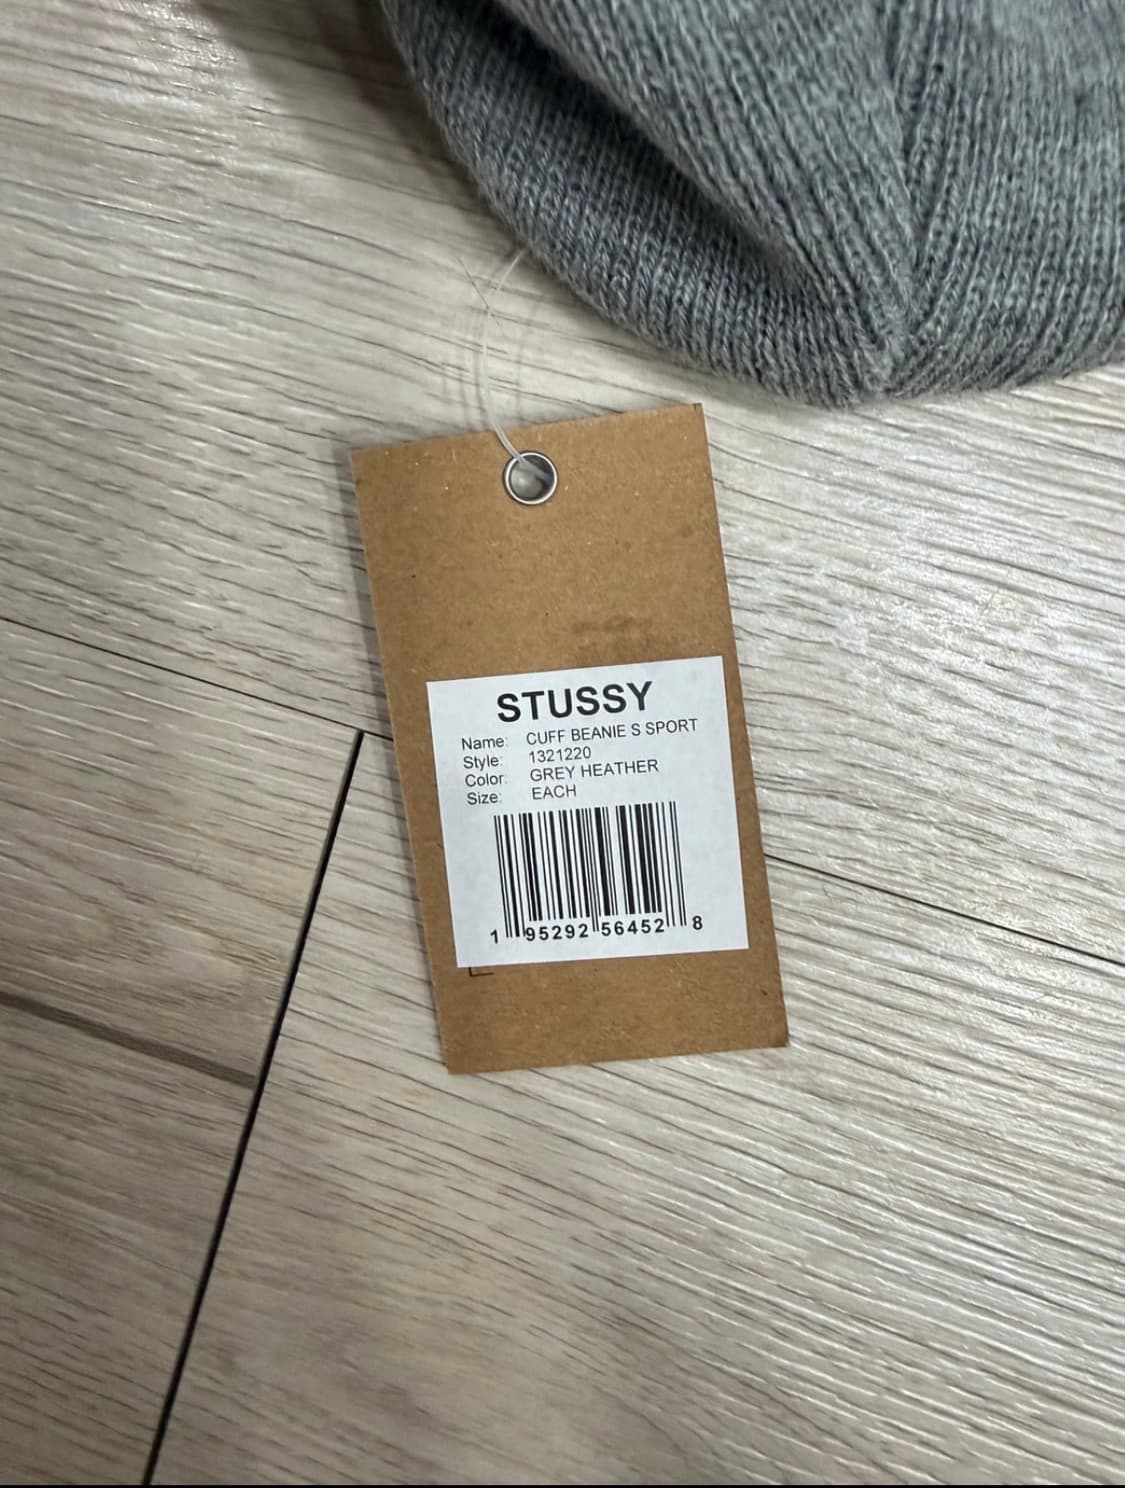 STUSSY
Name: CUFF BEANIE S SPORT
Style: 1321220
Color: GREY HEATHER
Size: EACH
1 95292 56452 8